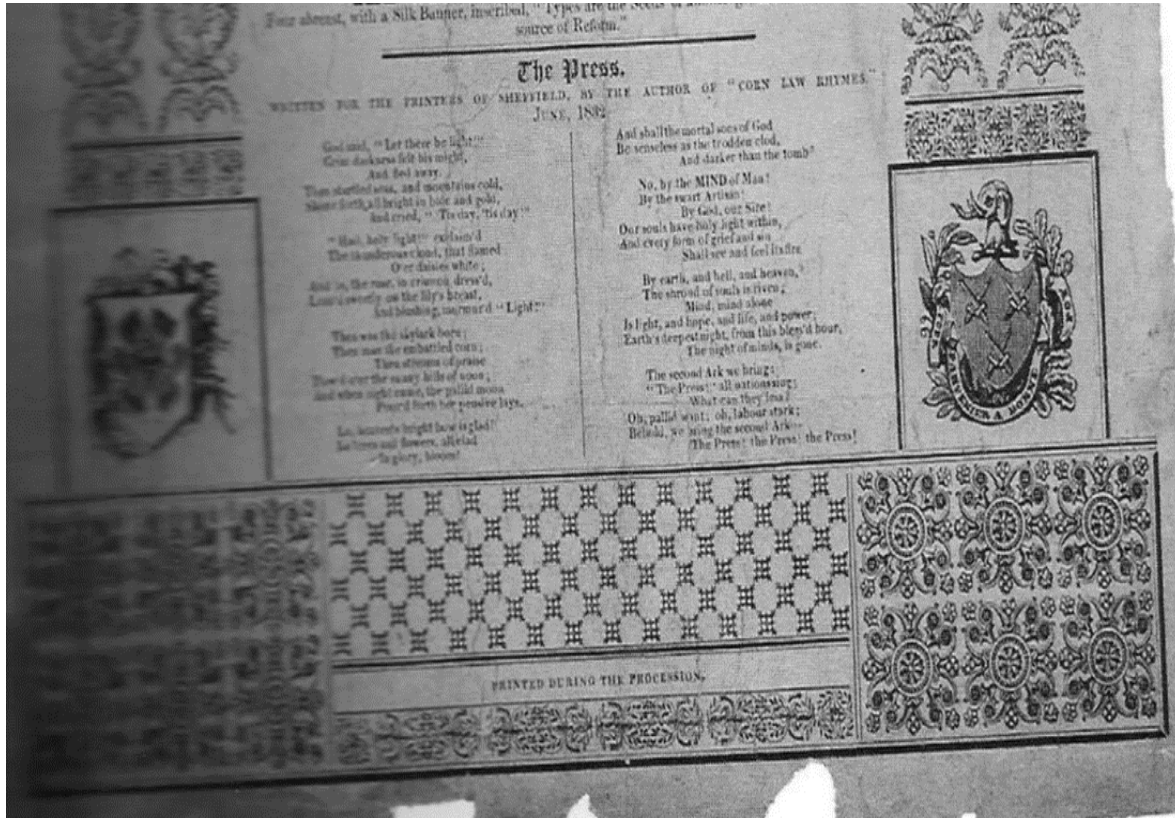 Four abreast, with a Silk Banner, inscribed, "Types are the
source of Reform."
The Press.
WRITTEN FOR THE PRINTERS OF SHEFFIELD, BY THE AUTHOR OF "CORN LAW RHYMES."
JUNE, 1832.
God said, "Let there be light!"
Grim darkness felt his might,
And fled away.
Then startled seas, and mountains cold,
Shone forth, all bright in blue and gold,
And cried, "'Tis day, 'tis day!"
"Hail, holy light!" exclaim'd
The thunderous cloud, that flamed
O'er daisies white;
And lo, the rose, in crimson dress'd,
Lean'd sweetly on the lily's breast,
And blushing, murmur'd "Light!"
Then was the skylark born;
Then rose the embattled corn;
Then streams of praise
Flow'd o'er the sunny hills of noon;
And when night came, the pallid moon
Pour'd forth her pensive lays.
Lo, heaven's bright bow is glad!
Lo trees and flowers, all clad
In glory, bloom!
And shall the mortal sons of God
Be senseless as the trodden clod,
And darker than the tomb?
No, by the MIND of Man!
By the swart Artisan!
By God, our Sire!
Our souls have holy light within,
And every form of grief and sin
Shall see and feel its fire.
By earth, and hell, and heaven,
The shroud of souls is riven;
Mind, mind alone
Is light, and hope, and life, and power;
Earth's deepest night, from this bless'd hour,
The night of minds, is gone.
The second Ark we bring:
"The Press!" all nations sing;
What can they less?
Oh, pallid want; oh, labour stark;
Behold, we bring the second Ark—
The Press! the Press! the Press!
PRINTED DURING THE PROCESSION.